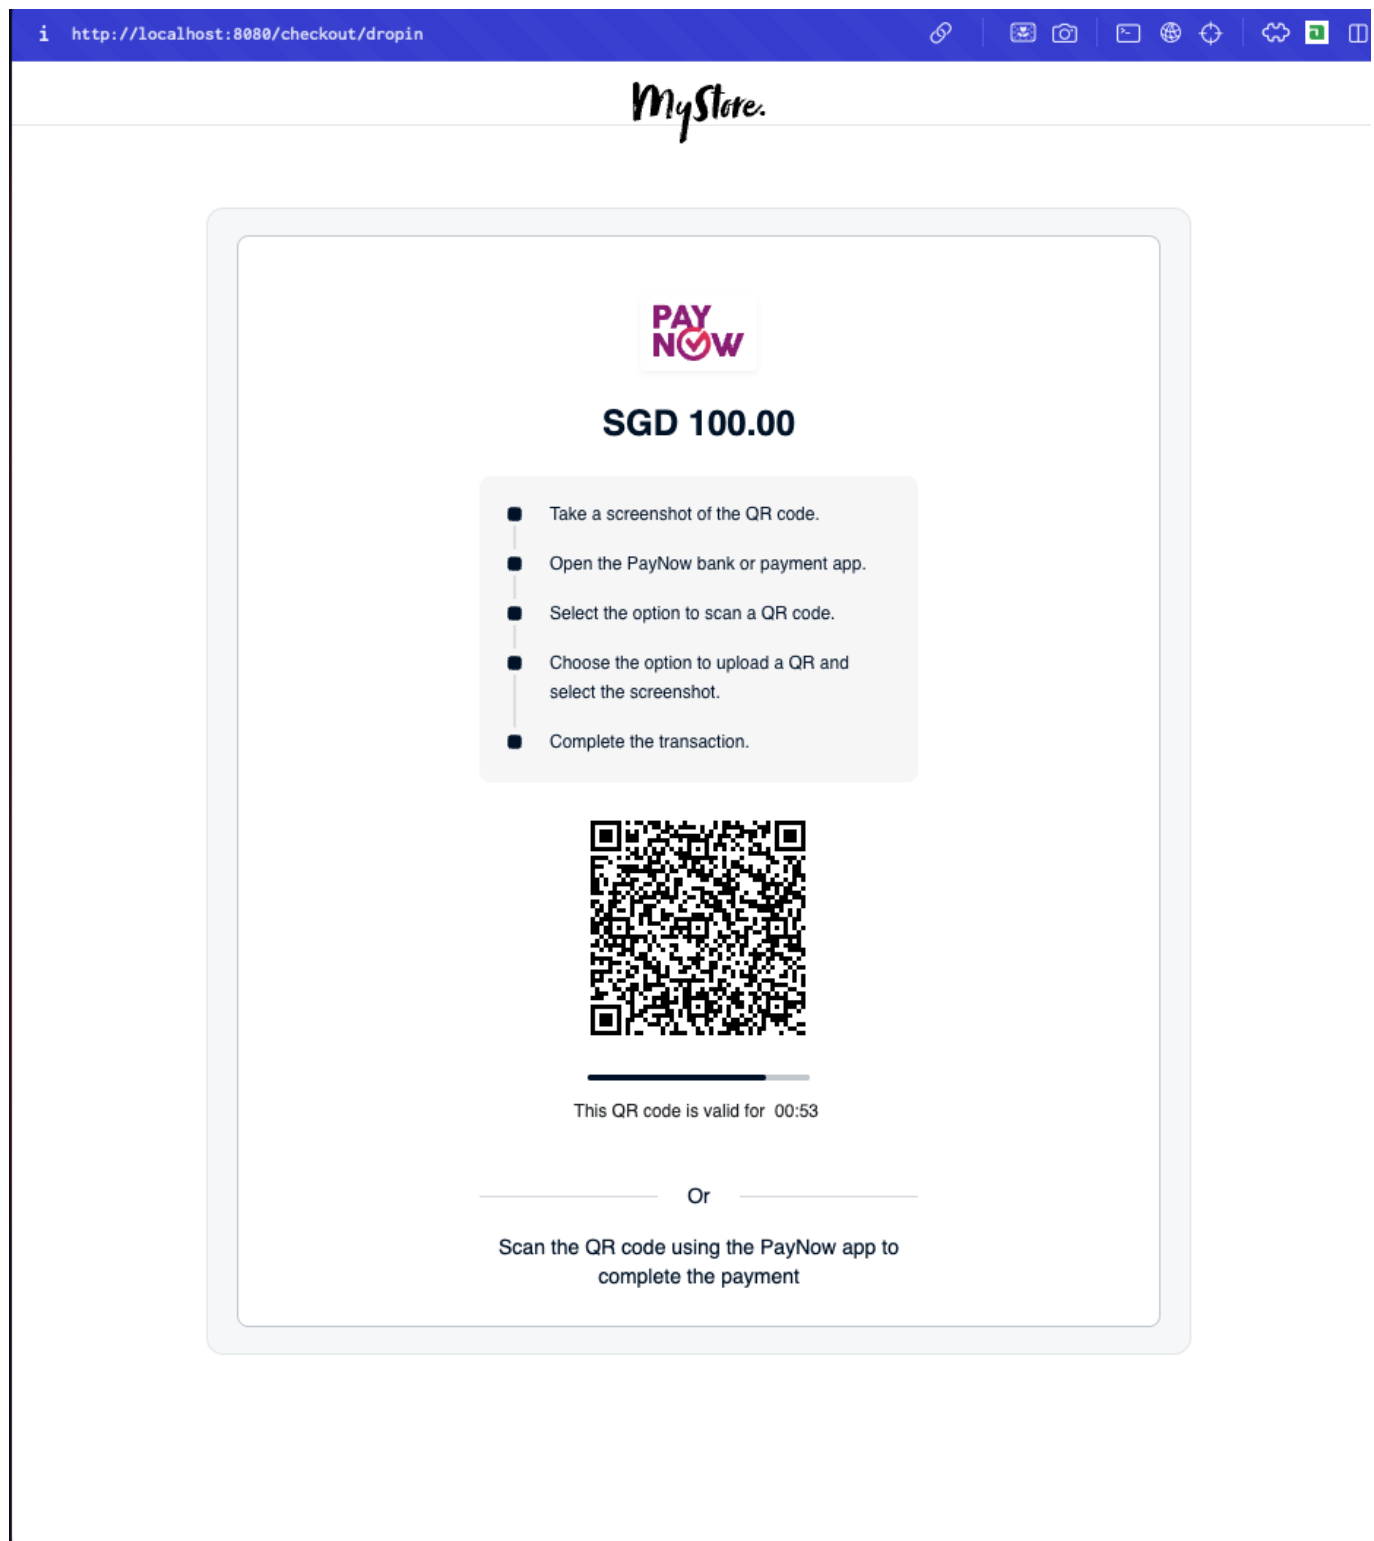 i http://localhost:8080/checkout/dropin
MyStore.
PAY
NOW
SGD 100.00
Take a screenshot of the QR code.
Open the PayNow bank or payment app.
Select the option to scan a QR code.
Choose the option to upload a QR and
select the screenshot.
Complete the transaction.
This QR code is valid for 00:53
Or
Scan the QR code using the PayNow app to
complete the payment